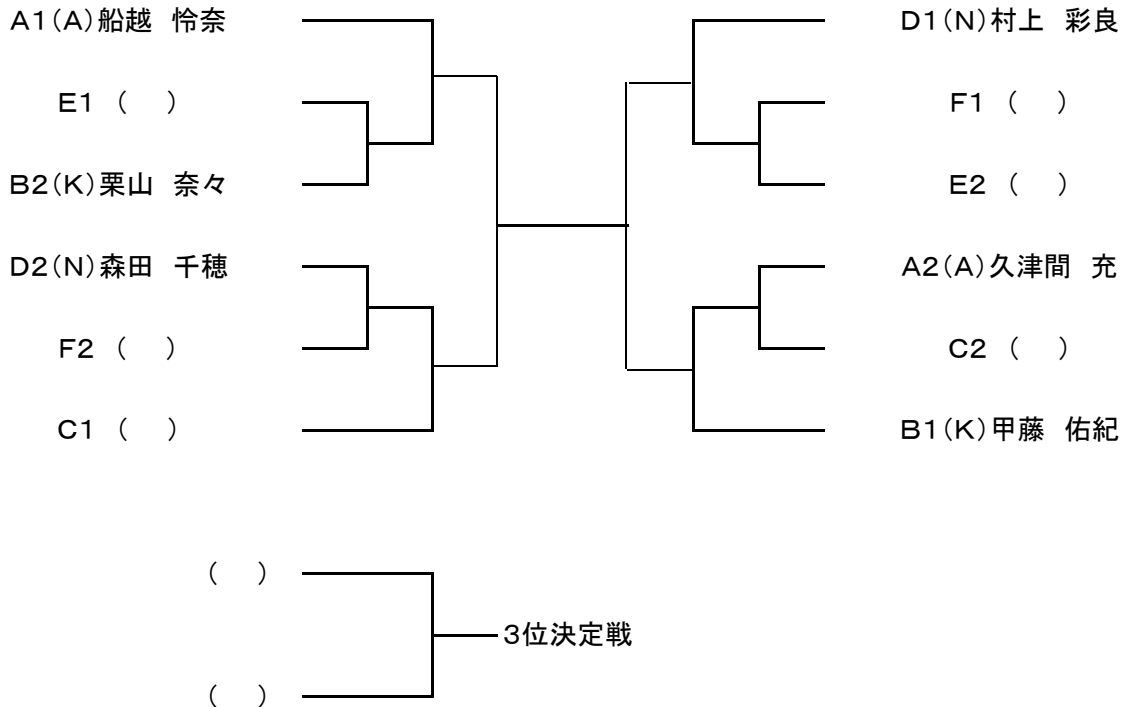 A1(A)船越　怜奈
D1(N)村上　彩良
E1 （　）
F1 （　）
B2(K)栗山　奈々
E2 （　）
D2(N)森田　千穂
A2(A)久津間　充
F2 （　）
C2 （　）
C1 （　）
B1(K)甲藤　佑紀
（　）
3位決定戦
（　）